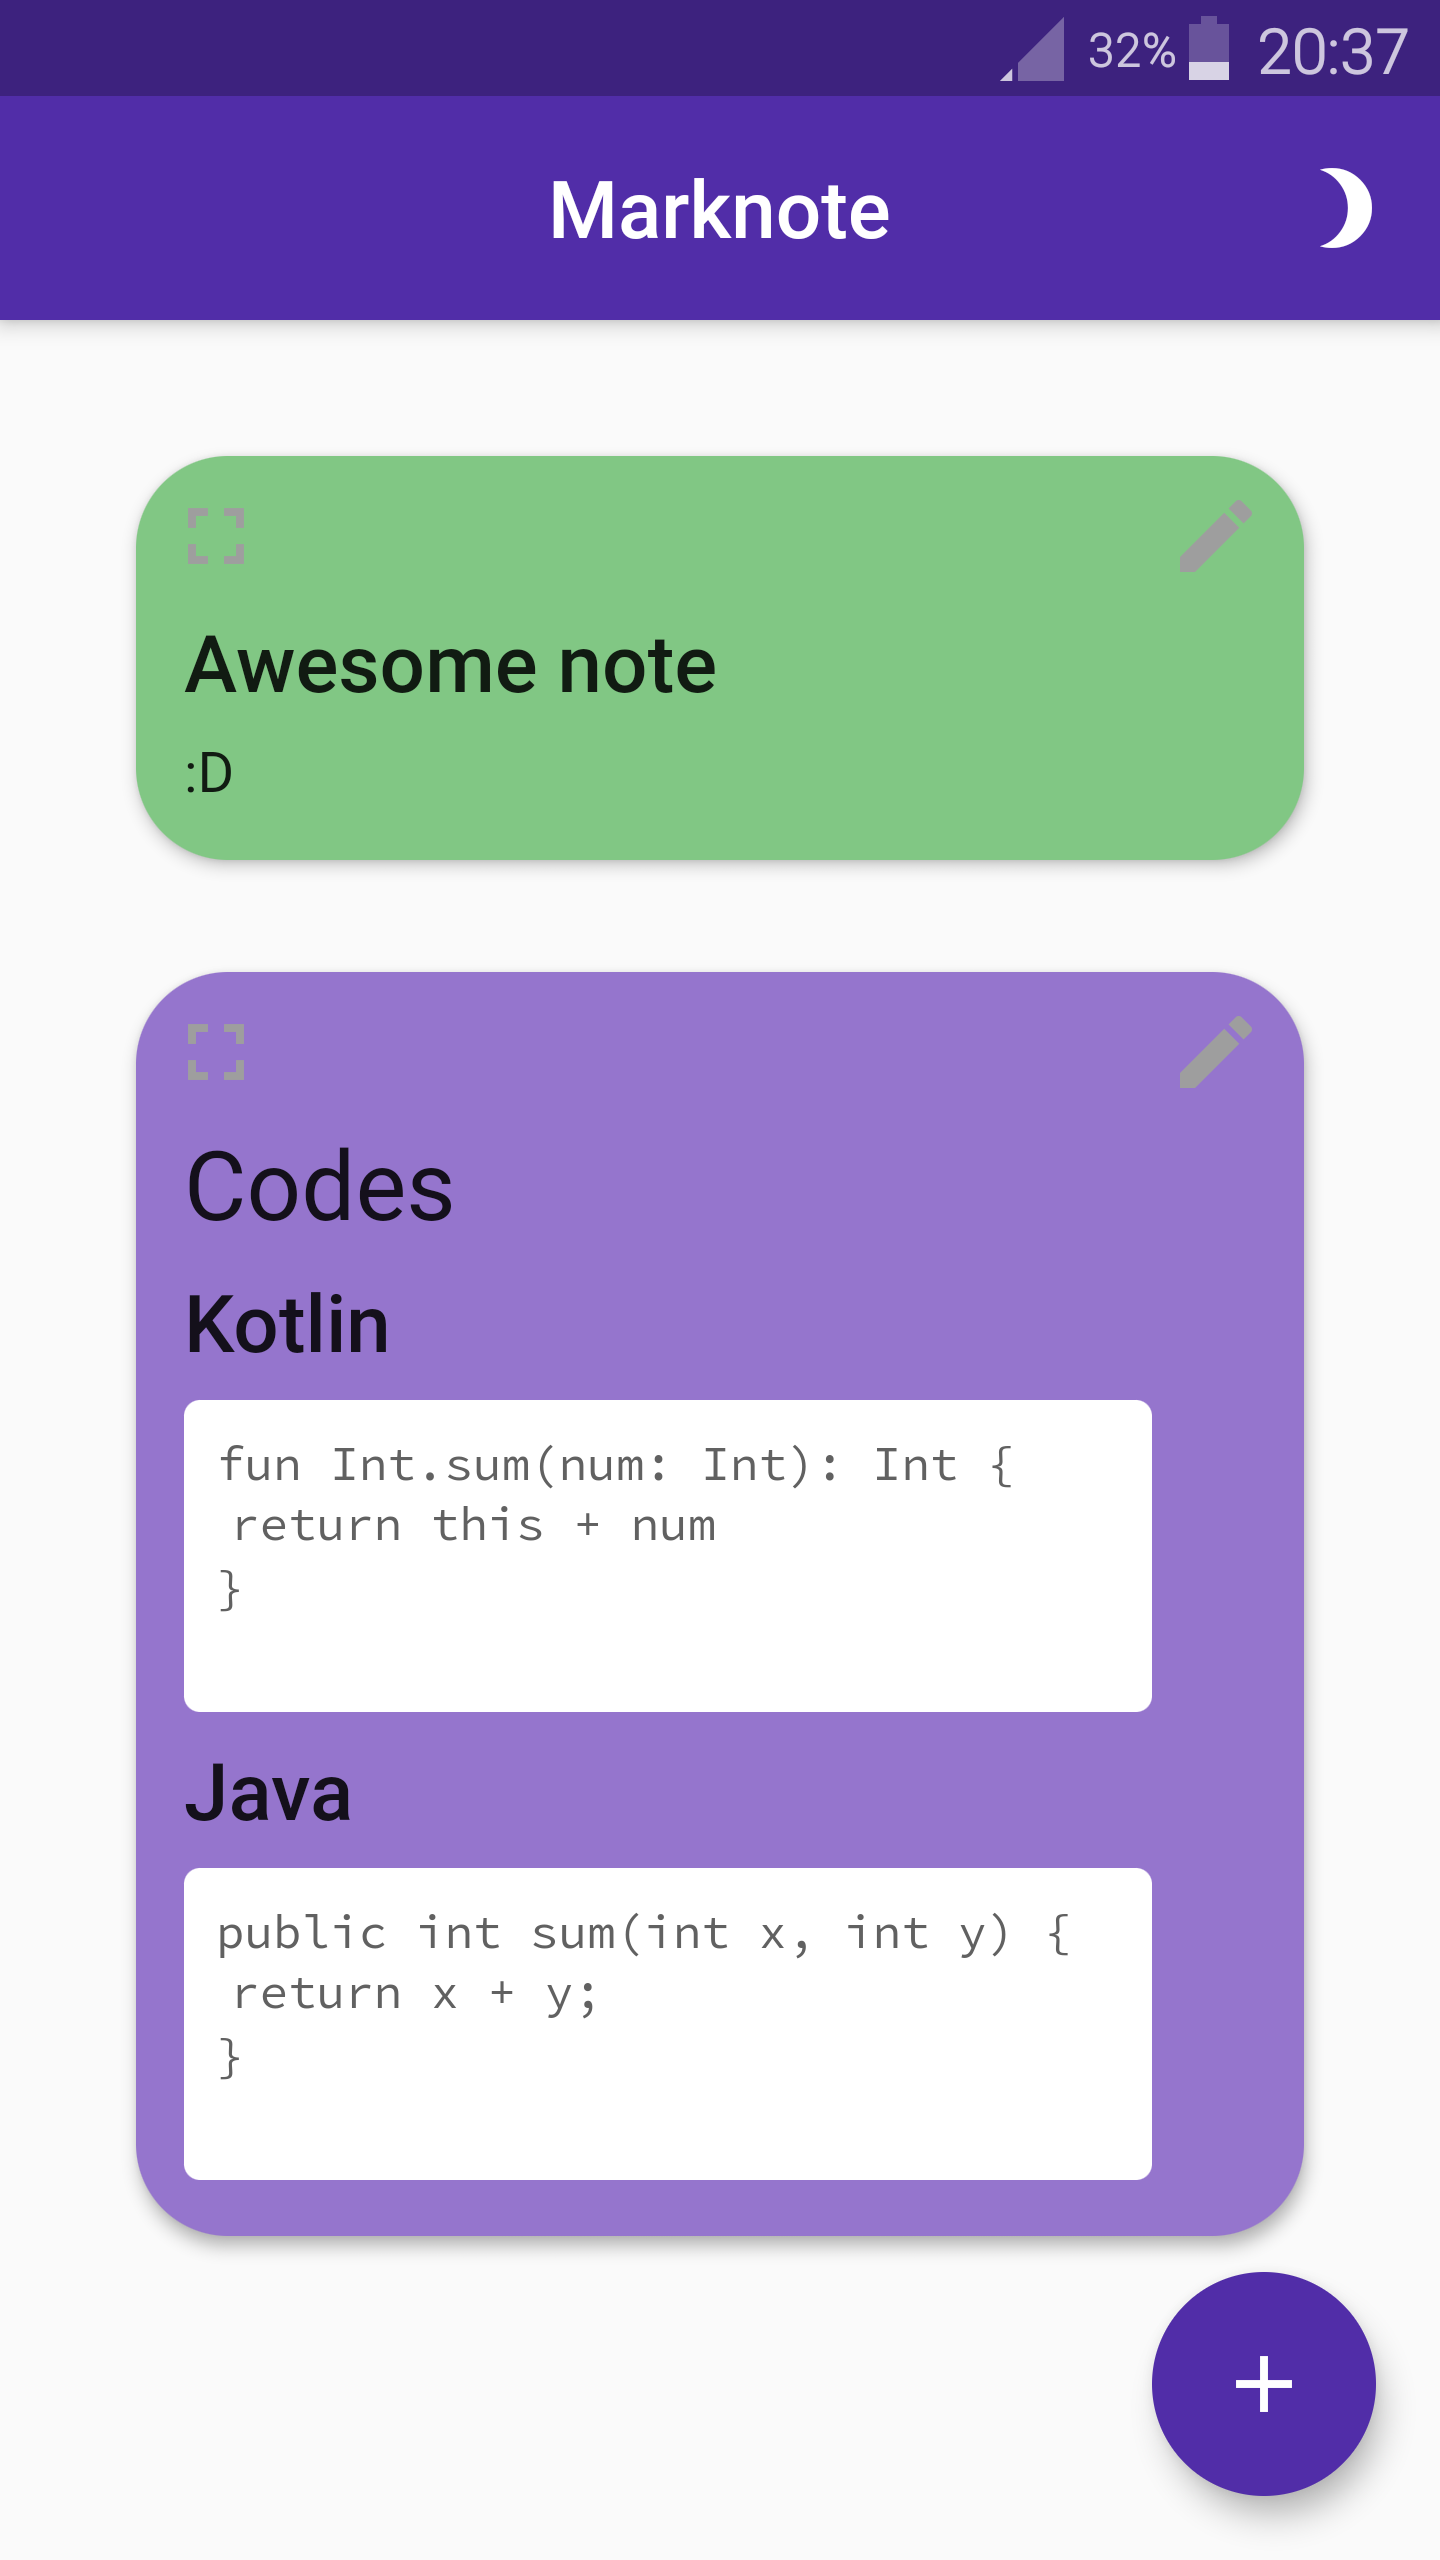 32% 20:37
Marknote
Awesome note
:D
Codes
Kotlin
fun Int.sum(num: Int): Int {
return this + num
}
Java
public int sum(int x, int y) {
return x + y;
}